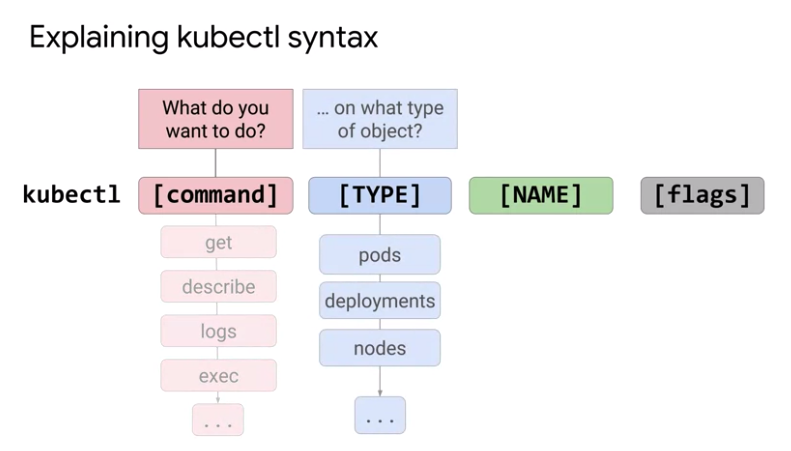 Explaining kubectl syntax
What do you
want to do?
... on what type
of object?
kubectl [command] [TYPE] [NAME] [flags]
get
describe
logs
exec
...
pods
deployments
nodes
...